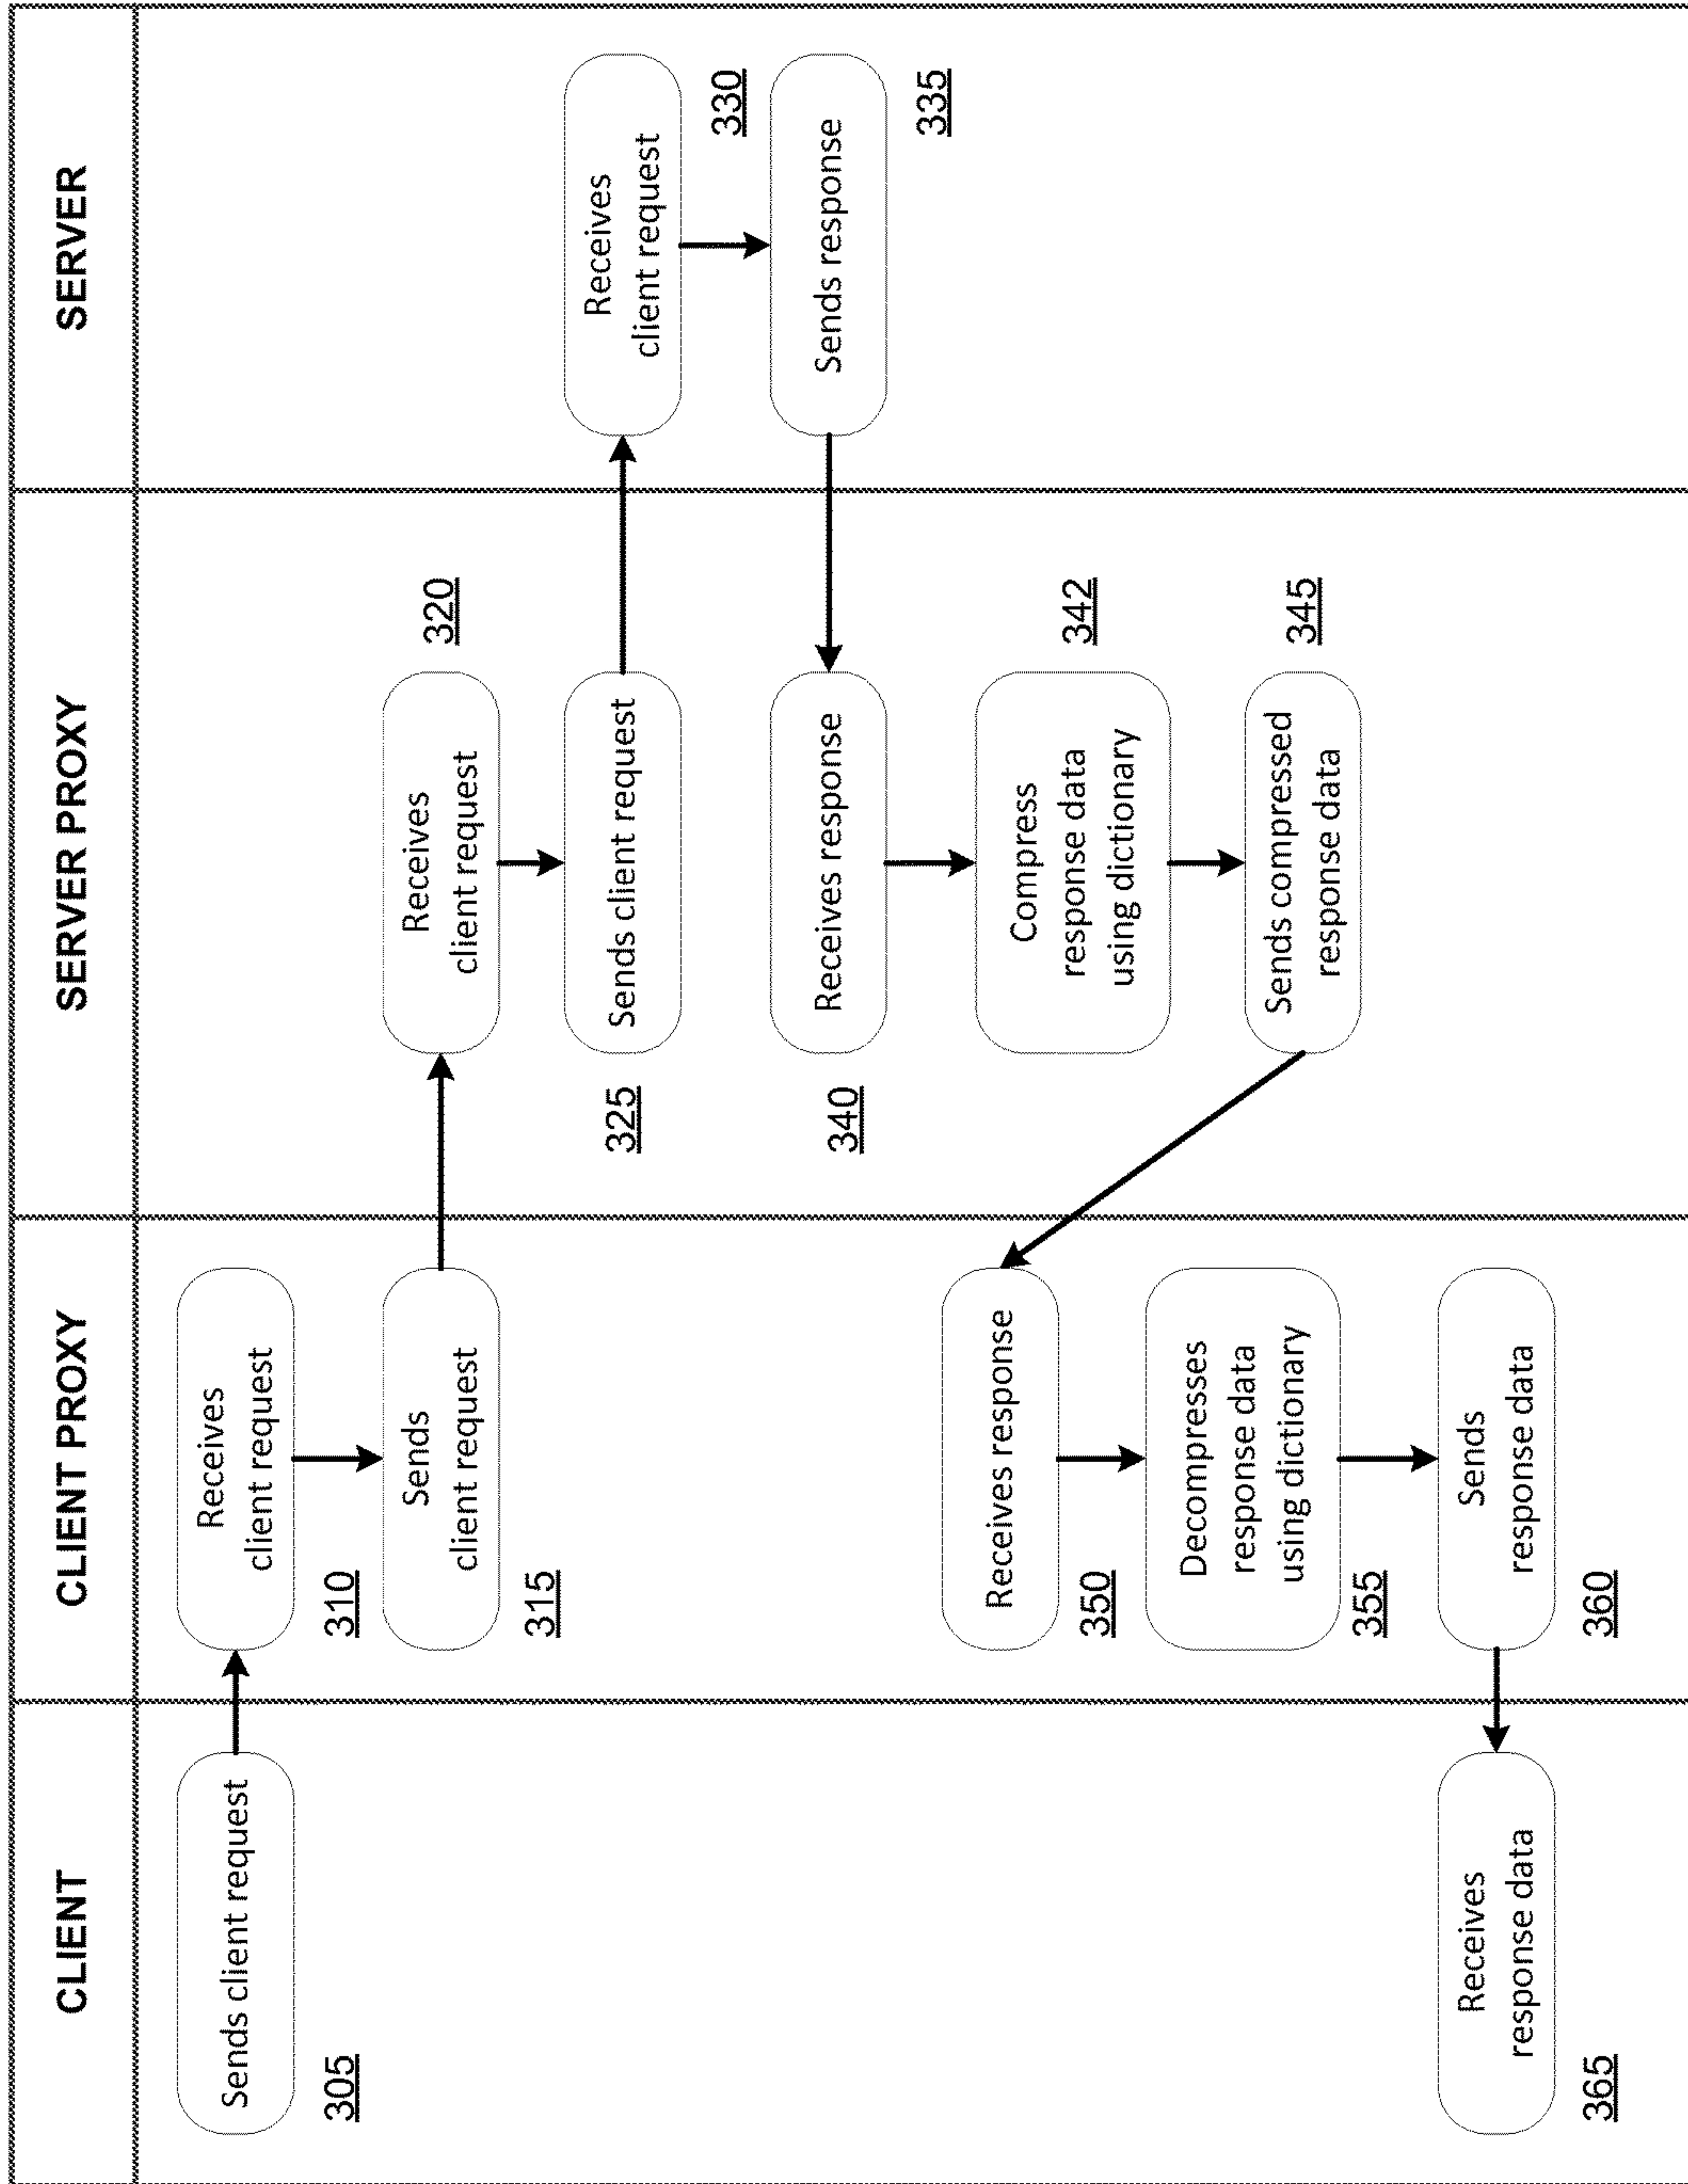 CLIENT
CLIENT PROXY
SERVER PROXY
SERVER
Sends client request
305
Receives
client request
310
Sends
client request
315
Receives
client request
320
Sends client request
325
Receives
client request
330
Sends response
335
Receives response
340
Compress
response data
using dictionary
342
Sends compressed
response data
345
Receives response
350
Decompresses
response data
using dictionary
355
Sends
response data
360
Receives
response data
365